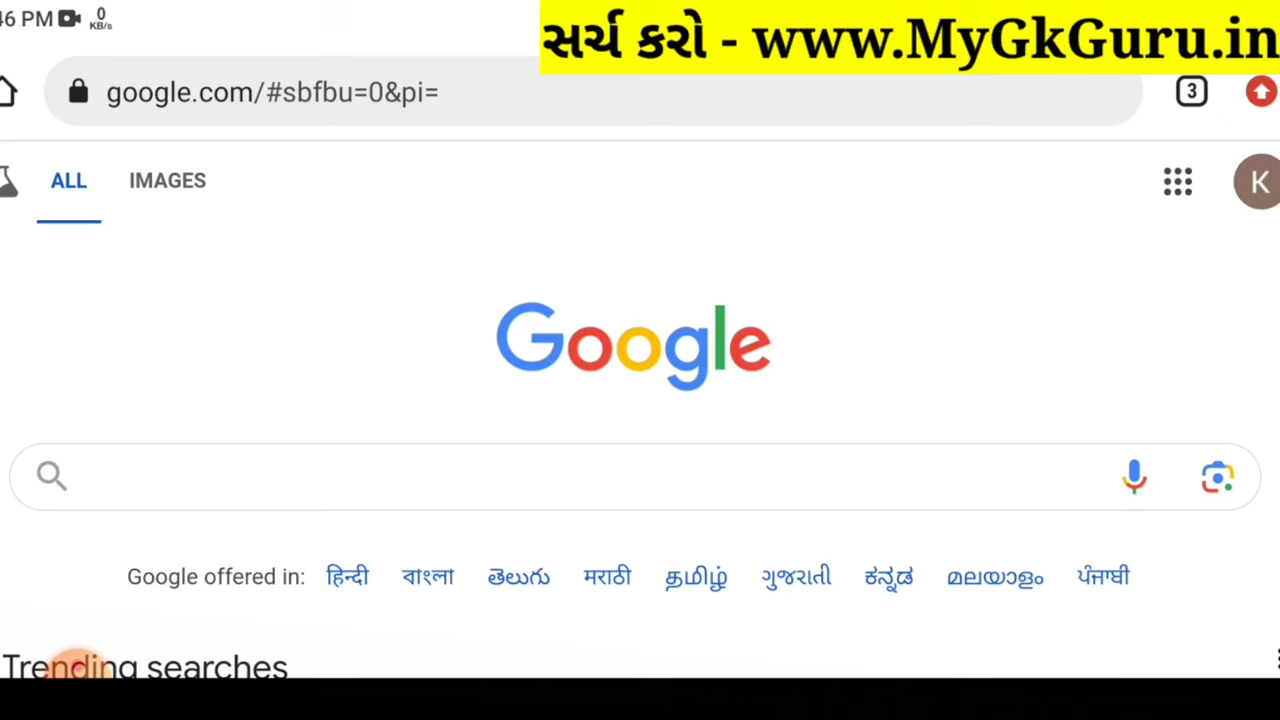 46 PM 0 KB/s
સર્ચ કરો - www.MyGkGuru.in
google.com/#sbfbu=0&pi=
3
ALL IMAGES
K
Google
Google offered in: हिन्दी বাংলা తెలుగు मराठी தமிழ் ગુજરાતી ಕನ್ನಡ മലയാളം ਪੰਜਾਬੀ
Trending searches